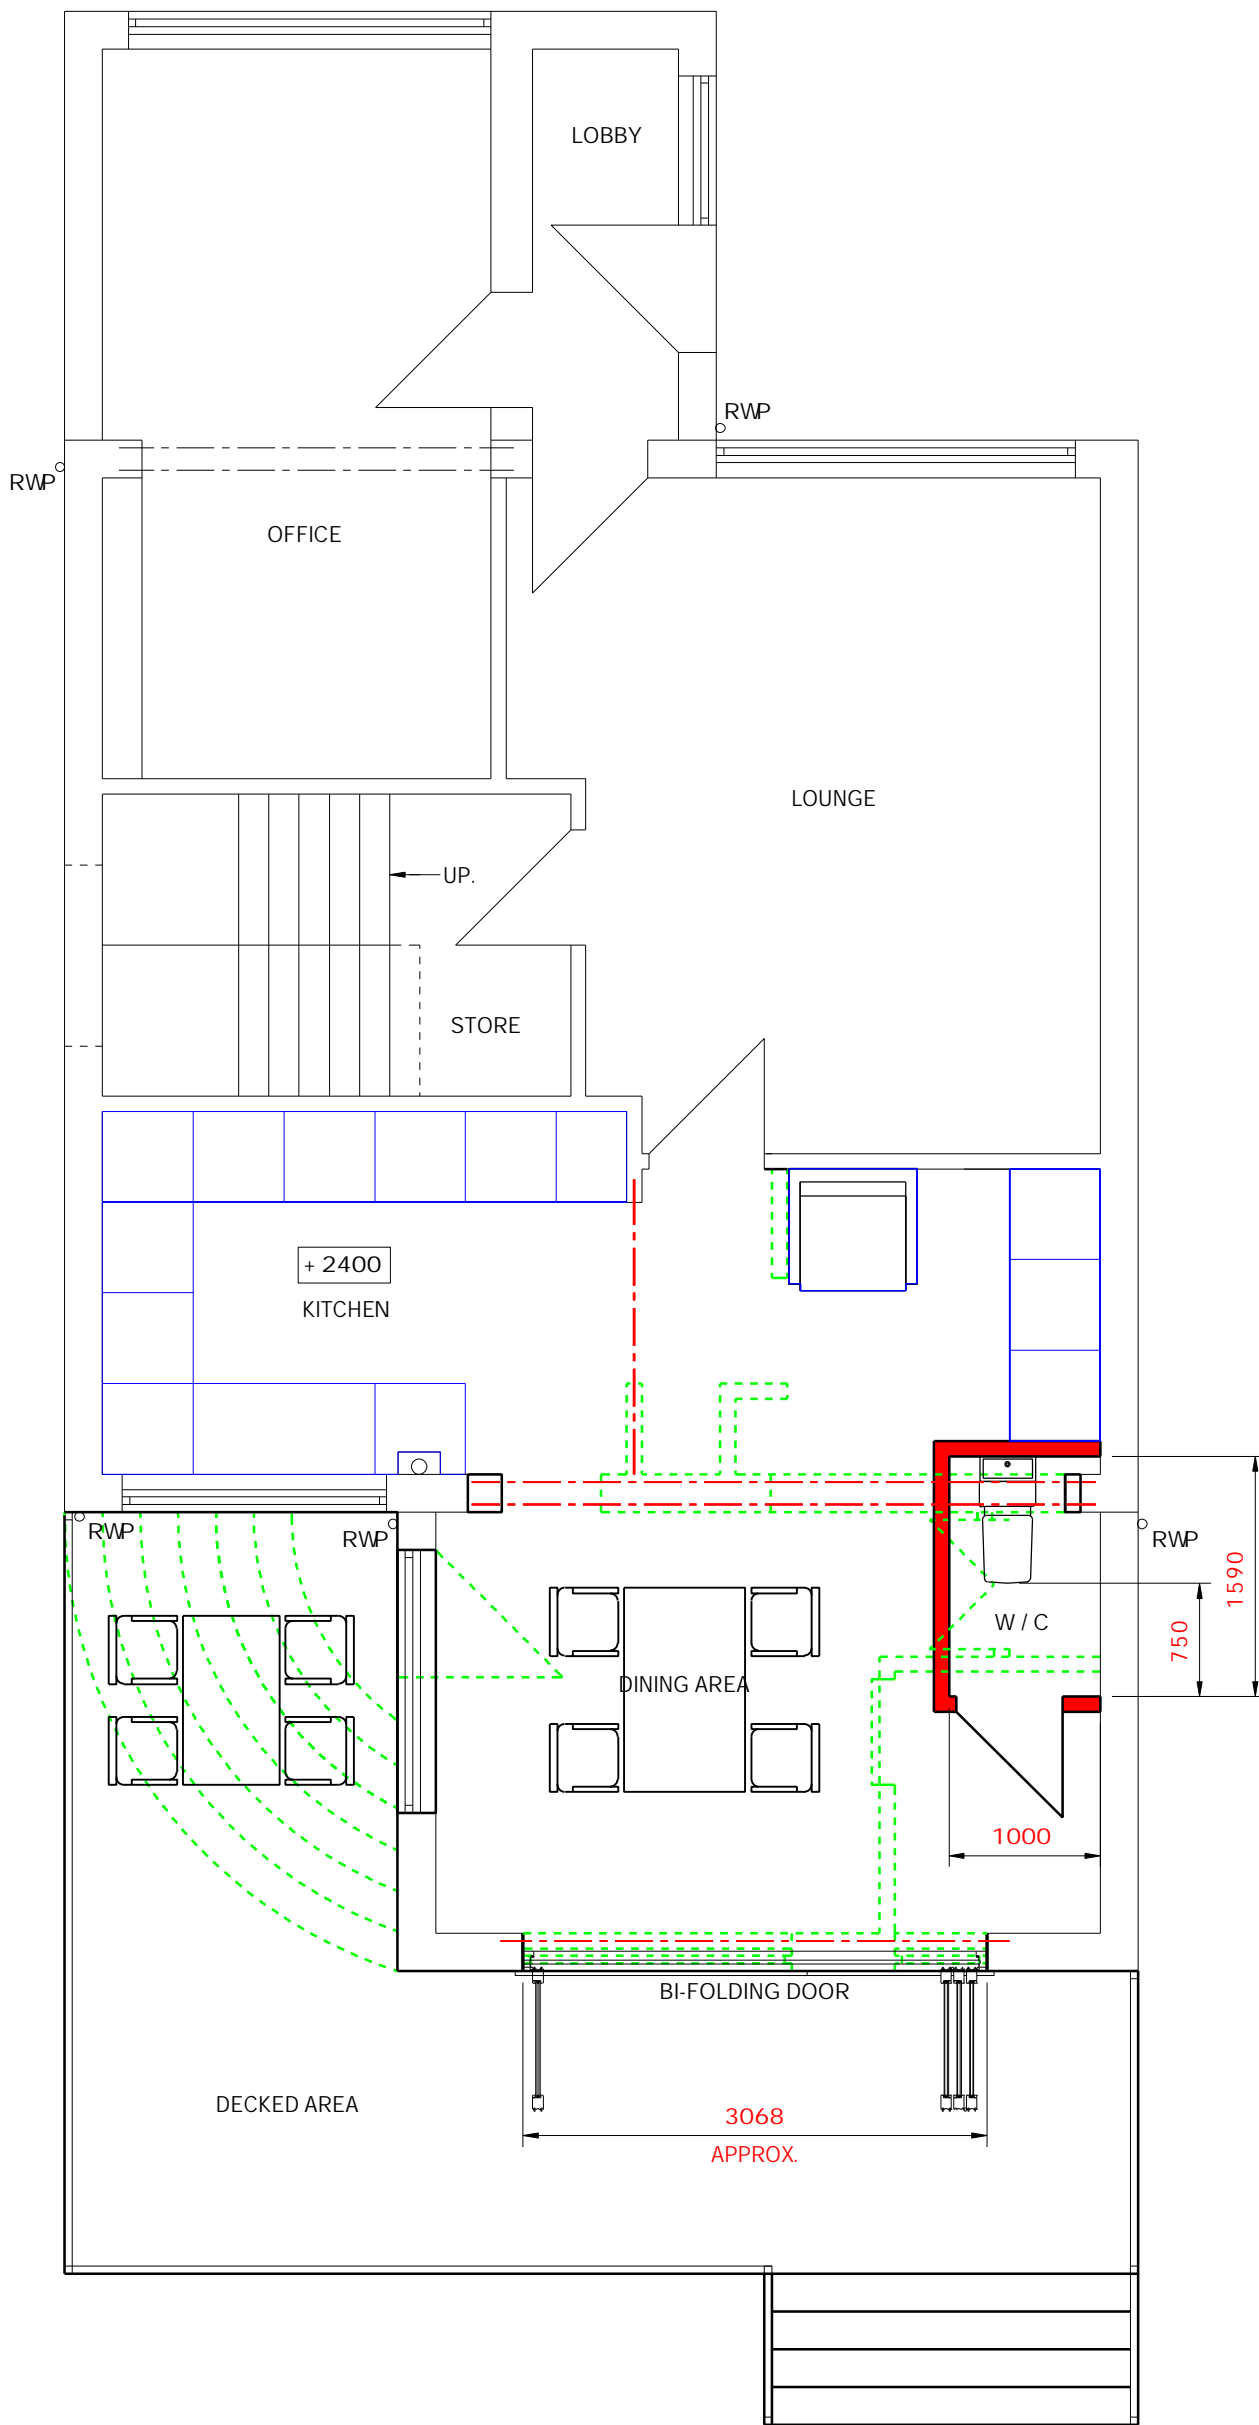 LOBBY
RWP
RWP
OFFICE
LOUNGE
UP.
STORE
+ 2400
KITCHEN
RWP
RWP
RWP
1590
W / C
750
DINING AREA
1000
BI-FOLDING DOOR
DECKED AREA
3068
APPROX.